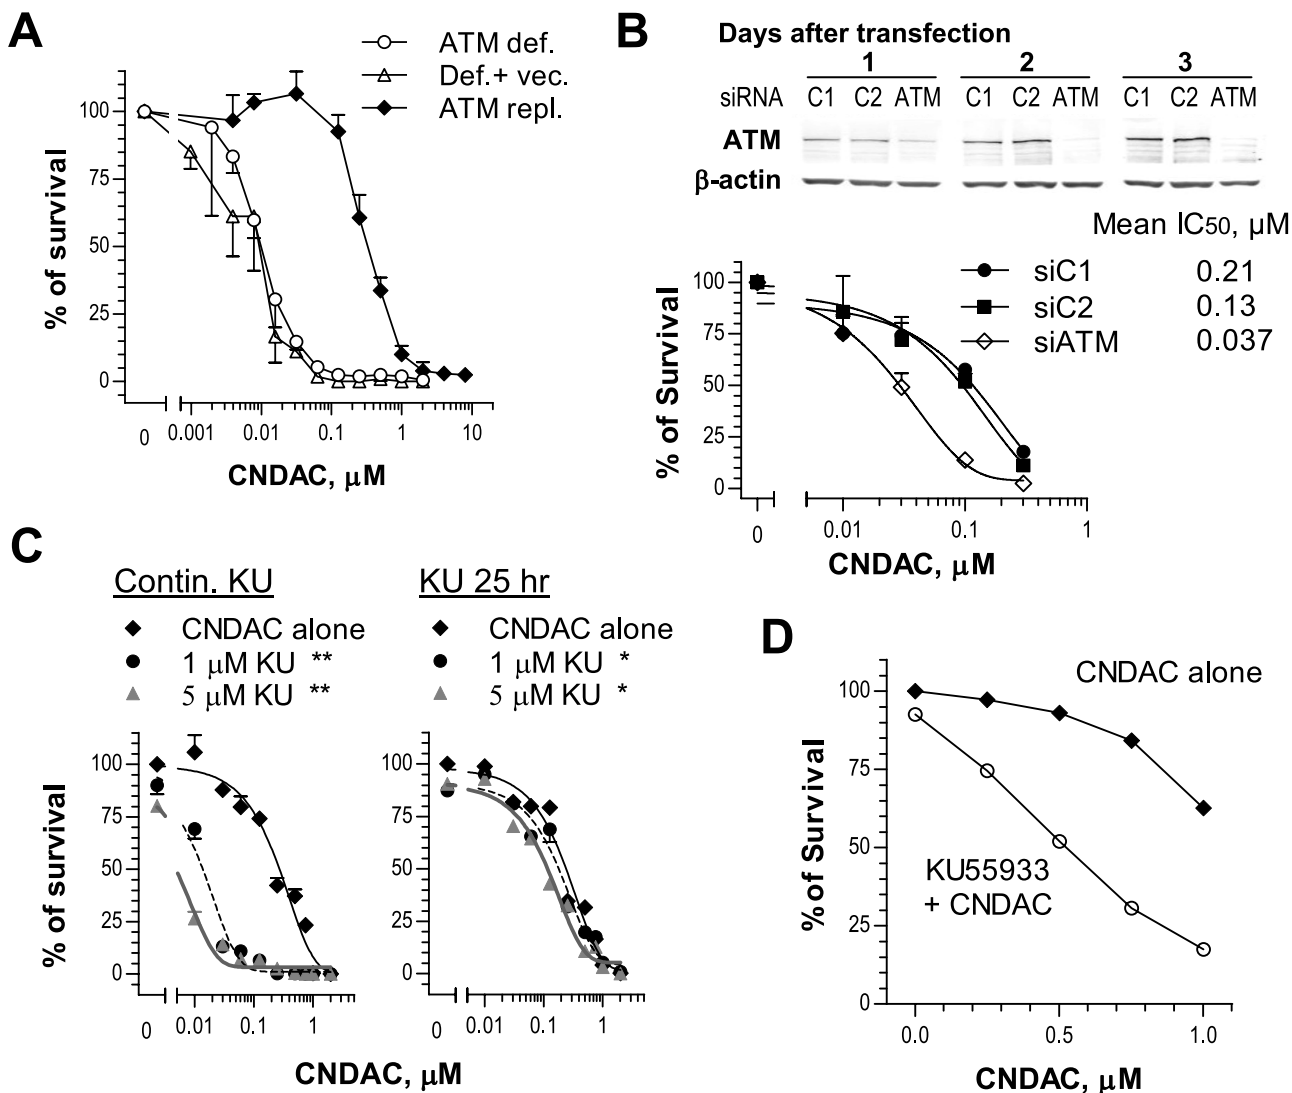 A
ATM def.
Def.+ vec.
ATM repl.
% of survival
100
75
50
25
0
0 0.001 0.01 0.1 1 10
CNDAC, μM
B
Days after transfection
1 2 3
siRNA C1 C2 ATM C1 C2 ATM C1 C2 ATM
ATM
β-actin
Mean IC50, μM
siC1 0.21
siC2 0.13
siATM 0.037
% of Survival
100
75
50
25
0
0 0.01 0.1 1
CNDAC, μM
C
Contin. KU
CNDAC alone
1 μM KU **
5 μM KU **
KU 25 hr
CNDAC alone
1 μM KU *
5 μM KU *
% of survival
100
75
50
25
0
0 0.01 0.1 1
100
75
50
25
0
0 0.01 0.1 1
CNDAC, μM
D
CNDAC alone
KU55933
+ CNDAC
%of Survival
100
75
50
25
0
0.0 0.5 1.0
CNDAC, μM